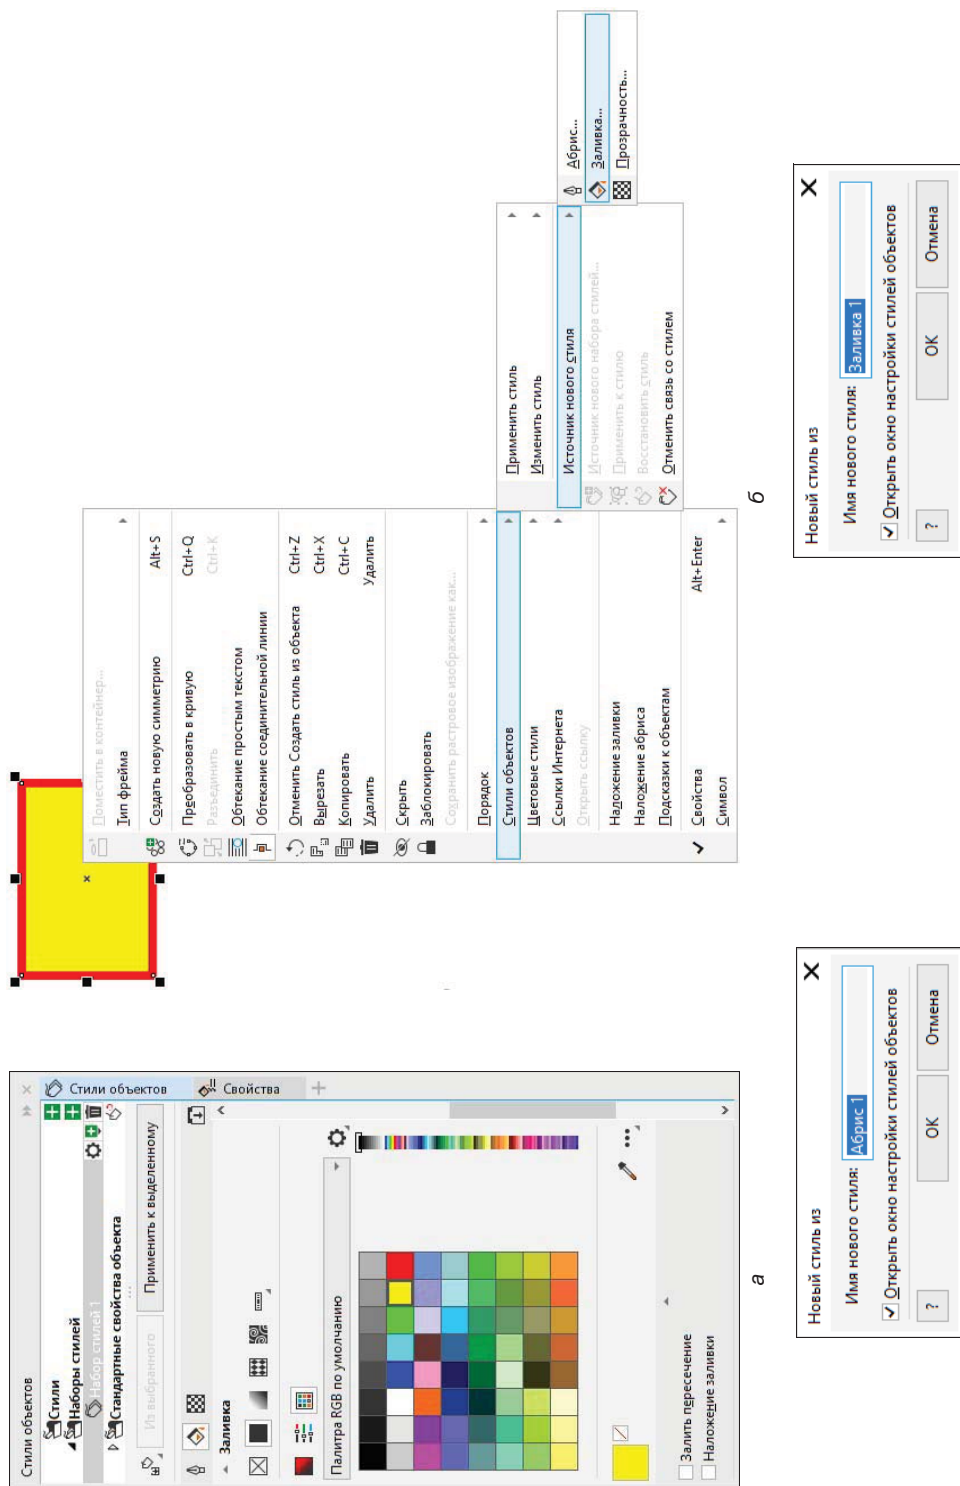 Стили объектов
Стили
Наборы стилей
Набор стилей 1
Стандартные свойства объекта
Из выбранного
Применить к выделенному
Заливка
Палитра RGB по умолчанию
Залить пересечение
Наложение заливки
Стили объектов
Свойства
а
Поместить в контейнер...
Тип фрейма
Создать новую симметрию Alt+S
Преобразовать в кривую Ctrl+Q
Разъединить Ctrl+K
Обтекание простым текстом
Обтекание соединительной линии
Отменить Создать стиль из объекта Ctrl+Z
Вырезать Ctrl+X
Копировать Ctrl+C
Удалить Удалить
Скрыть
Заблокировать
Сохранить растровое изображение как...
Порядок
Стили объектов
Цветовые стили
Ссылки Интернета
Открыть ссылку
Наложение заливки
Наложение абриса
Подсказки к объектам
Свойства Alt+Enter
Символ
Применить стиль
Изменить стиль
Источник нового стиля
Источник нового набора стилей...
Применить к стилю
Восстановить стиль
Отменить связь со стилем
Абрис...
Заливка...
Прозрачность...
б
Новый стиль из
Имя нового стиля: Абрис 1
Открыть окно настройки стилей объектов
? OK Отмена
Новый стиль из
Имя нового стиля: Заливка 1
Открыть окно настройки стилей объектов
? OK Отмена